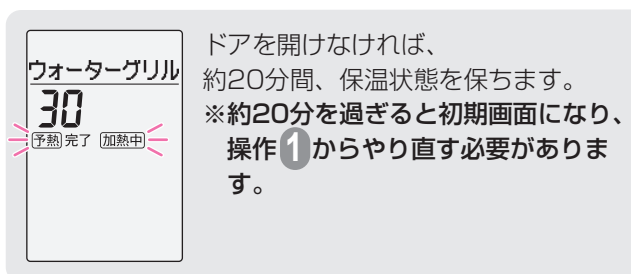 ウォーターグリル
30
予熱 完了 加熱中
ドアを開けなければ、
約20分間、保温状態を保ちます。
※約20分を過ぎると初期画面になり、
操作1からやり直す必要がありま
す。